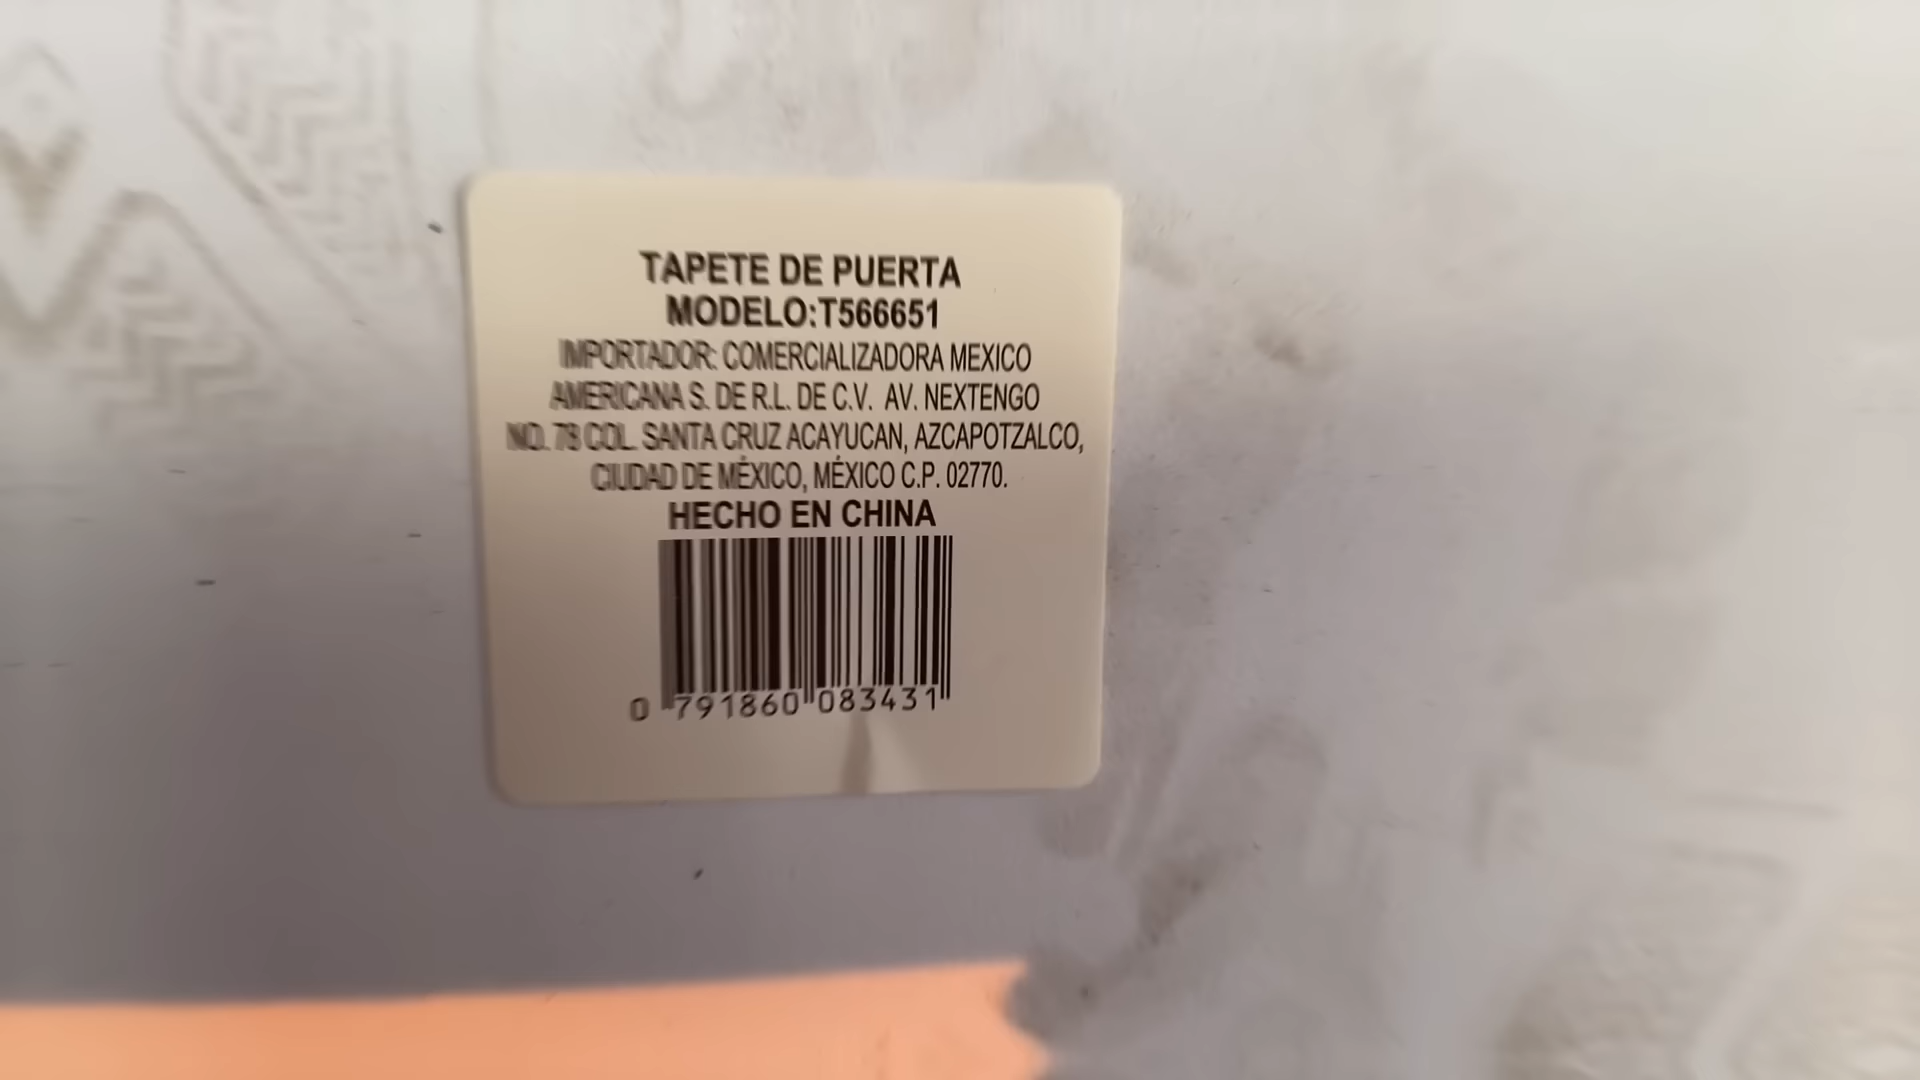 TAPETE DE PUERTA
MODELO:T566651
IMPORTADOR: COMERCIALIZADORA MEXICO
AMERICANA S. DE R.L. DE C.V. AV. NEXTENGO
NO. 78 COL. SANTA CRUZ ACAYUCAN, AZCAPOTZALCO,
CIUDAD DE MÉXICO, MÉXICO C.P. 02770.
HECHO EN CHINA
0 791860 083431